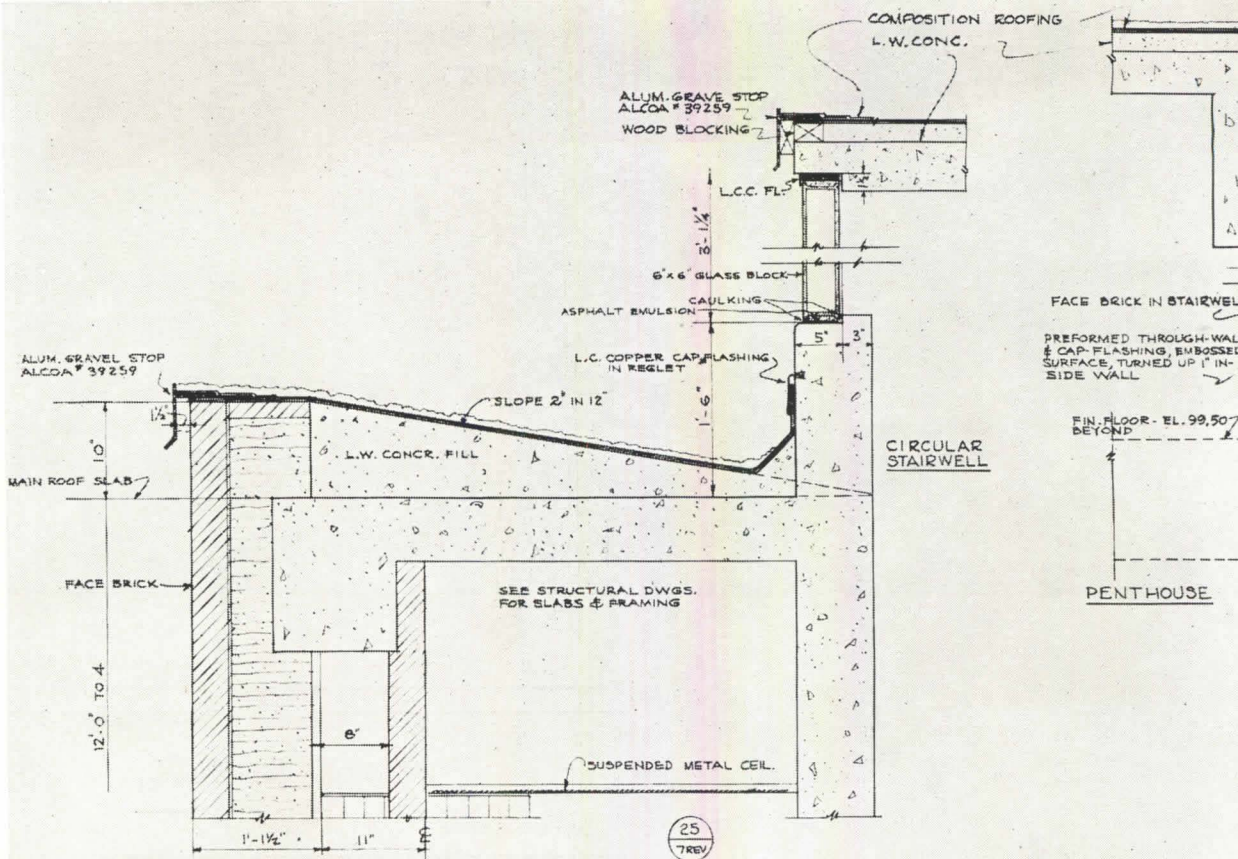 COMPOSITION ROOFING
L.W. CONC.
ALUM. GRAVE STOP
ALCOA # 39259
WOOD BLOCKING
L.C.C. FL.
1½"
3'-1¼"
6"x6" GLASS BLOCK
CAULKING
ASPHALT EMULSION
5"
3"
L.C. COPPER CAP FLASHING
IN REGLET
1'-6"
ALUM. GRAVEL STOP
ALCOA # 39259
1½"
SLOPE 2" IN 12"
10"
L.W. CONCR. FILL
CIRCULAR
STAIRWELL
MAIN ROOF SLAB
FACE BRICK
SEE STRUCTURAL DWGS.
FOR SLABS & FRAMING
12'-0" TO
8"
SUSPENDED METAL CEIL.
1'-1½"
11"
25
7REV
FACE BRICK IN STAIRWEL
PREFORMED THROUGH-WAL
& CAP-FLASHING, EMBOSSED
SURFACE, TURNED UP 1" IN-
SIDE WALL
FIN. FLOOR - EL. 99.50
BEYOND
PENTHOUSE